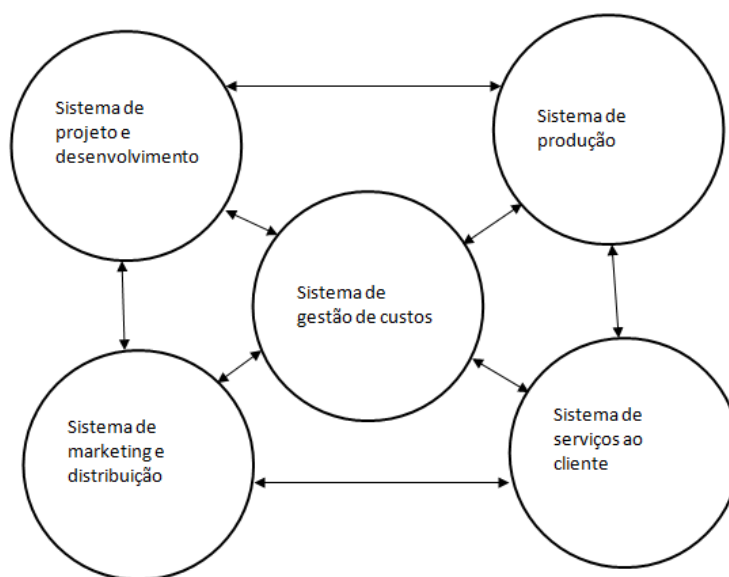 Sistema de
projeto e
desenvolvimento
Sistema de
produção
Sistema de
gestão de custos
Sistema de
marketing e
distribuição
Sistema de
serviços ao
cliente